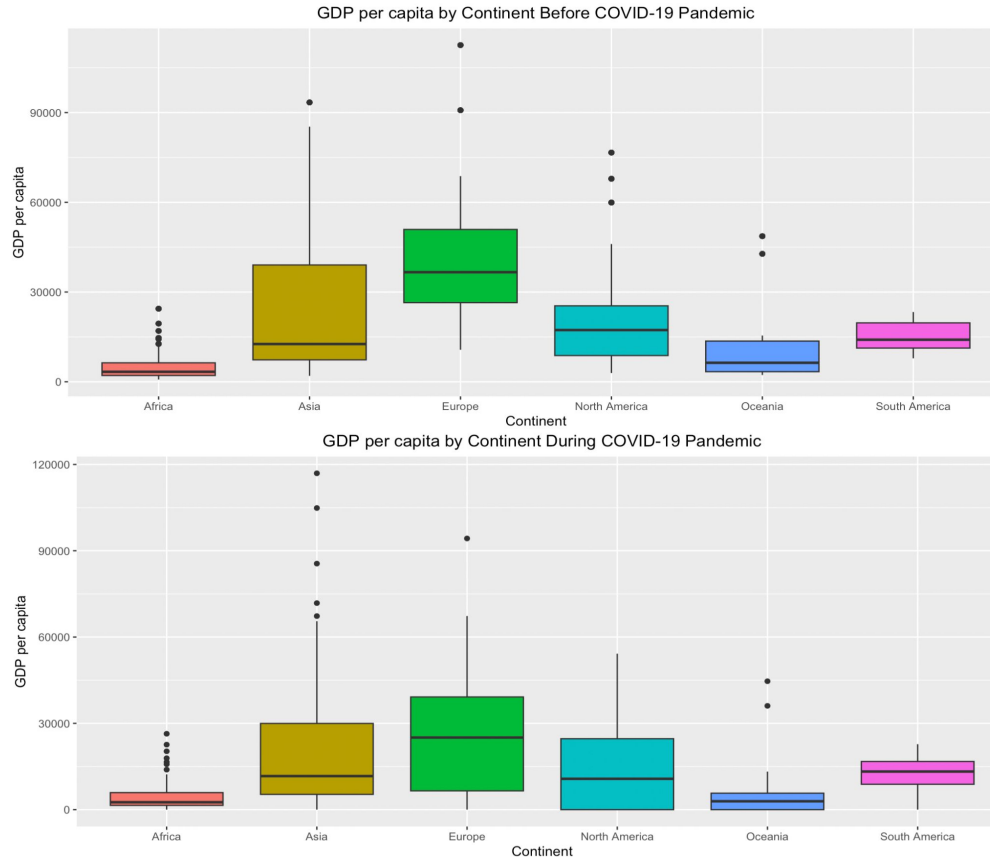 GDP per capita by Continent Before COVID-19 Pandemic
GDP per capita
90000
60000
30000
0
Africa Asia Europe North America Oceania South America
Continent
GDP per capita by Continent During COVID-19 Pandemic
GDP per capita
120000
90000
60000
30000
0
Africa Asia Europe North America Oceania South America
Continent